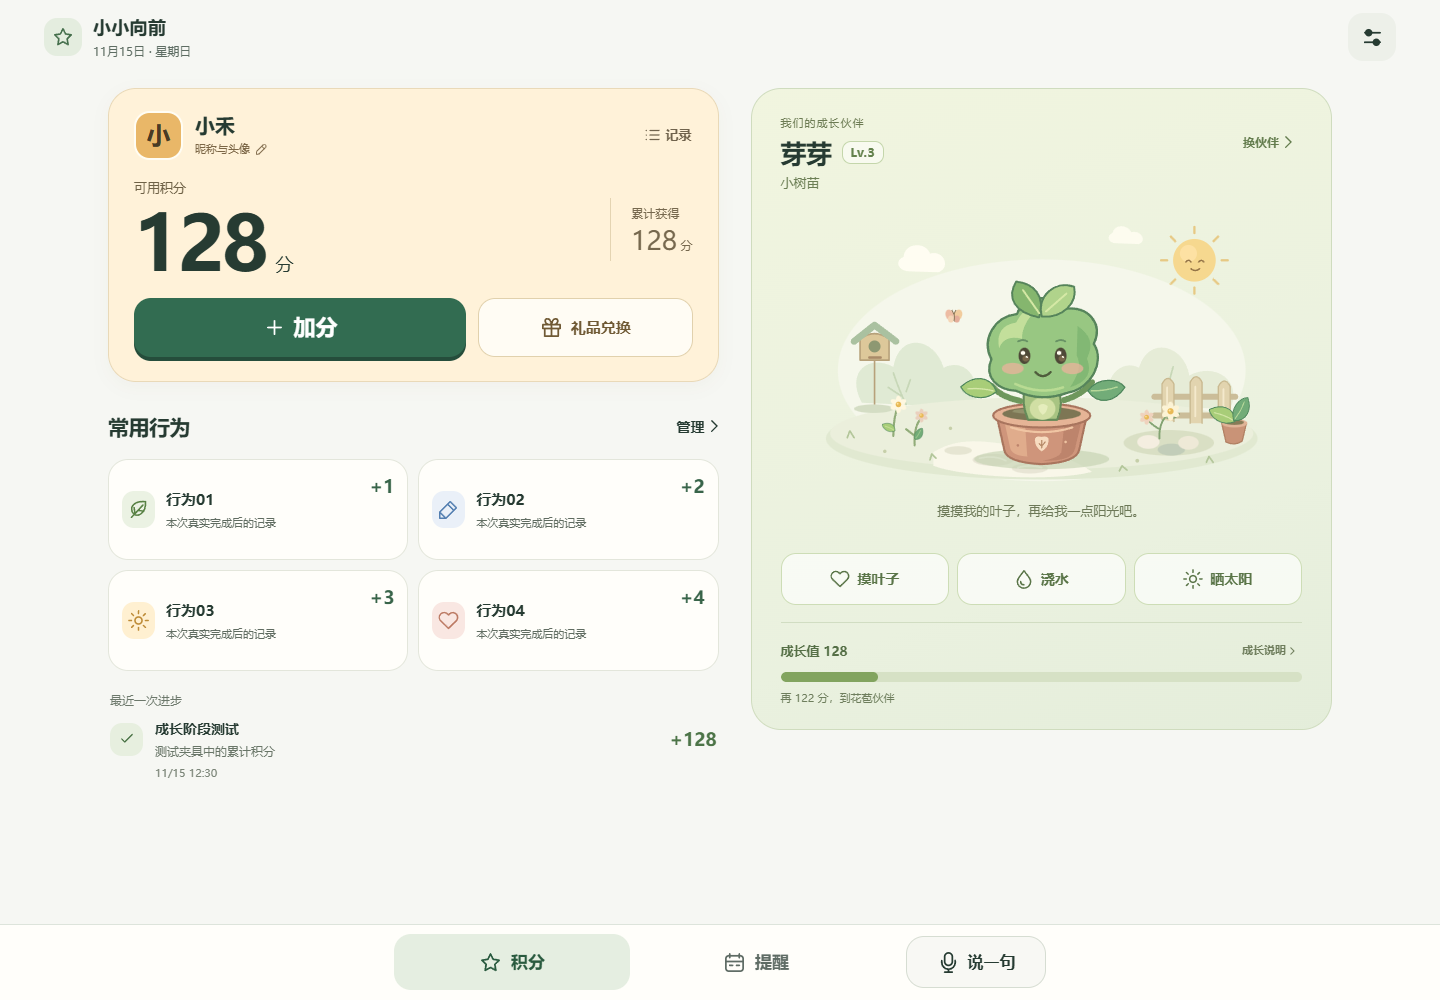 小小向前
11月15日 · 星期日
小
小禾
昵称与头像
记录
可用积分
128 分
累计获得
128 分
加分
礼品兑换
常用行为
管理
行为01
本次真实完成后的记录
+1
行为02
本次真实完成后的记录
+2
行为03
本次真实完成后的记录
+3
行为04
本次真实完成后的记录
+4
最近一次进步
成长阶段测试
测试夹具中的累计积分
11/15 12:30
+128
我们的成长伙伴
芽芽 Lv.3
小树苗
换伙伴
摸摸我的叶子，再给我一点阳光吧。
摸叶子
浇水
晒太阳
成长值 128
成长说明
再 122 分，到花苞伙伴
积分
提醒
说一句